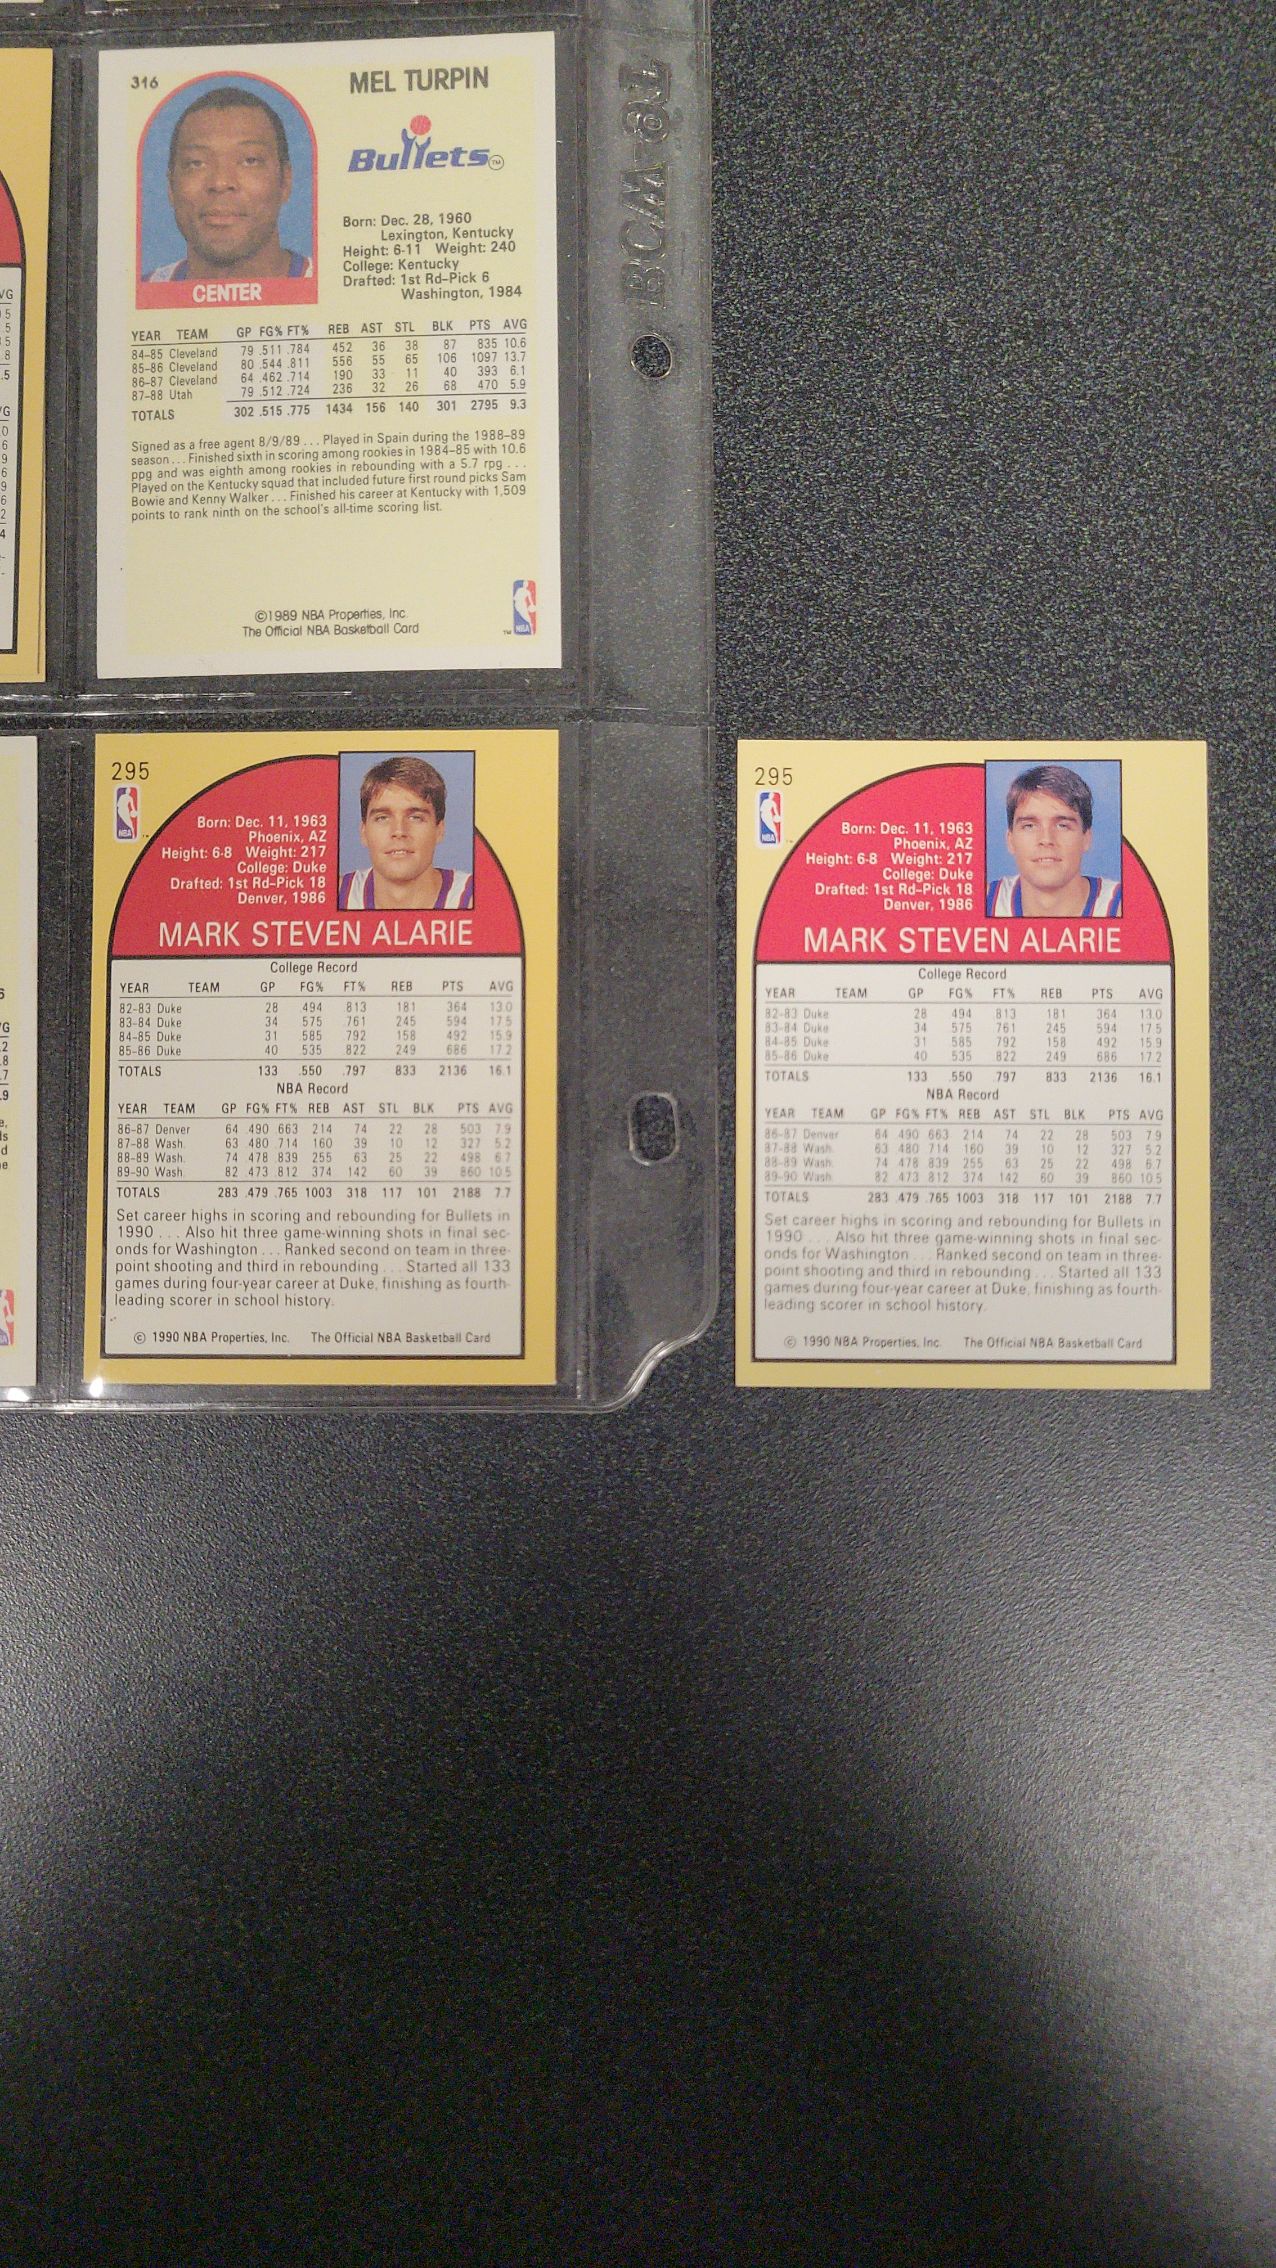 316
MEL TURPIN
Bullets TM
Born: Dec. 28, 1960
Lexington, Kentucky
Height: 6-11 Weight: 240
College: Kentucky
Drafted: 1st Rd-Pick 6
Washington, 1984
CENTER
YEAR TEAM GP FG% FT% REB AST STL BLK PTS AVG
84-85 Cleveland 79 .511 .784 452 36 38 87 835 10.6
85-86 Cleveland 80 .544 .811 556 55 65 106 1097 13.7
86-87 Cleveland 64 .462 .714 190 33 11 40 393 6.1
87-88 Utah 79 .512 .724 236 32 26 68 470 5.9
TOTALS 302 .515 .775 1434 156 140 301 2795 9.3
Signed as a free agent 8/9/89 ... Played in Spain during the 1988-89
season ... Finished sixth in scoring among rookies in 1984-85 with 10.6
ppg and was eighth among rookies in rebounding with a 5.7 rpg ...
Played on the Kentucky squad that included future first round picks Sam
Bowie and Kenny Walker ... Finished his career at Kentucky with 1,509
points to rank ninth on the school's all-time scoring list.
©1989 NBA Properties, Inc.
The Official NBA Basketball Card
TM NBA
BCW
295
NBA
Born: Dec. 11, 1963
Phoenix, AZ
Height: 6-8 Weight: 217
College: Duke
Drafted: 1st Rd-Pick 18
Denver, 1986
MARK STEVEN ALARIE
College Record
YEAR TEAM GP FG% FT% REB PTS AVG
82-83 Duke 28 494 813 181 364 13.0
83-84 Duke 34 575 761 245 594 17.5
84-85 Duke 31 585 792 158 492 15.9
85-86 Duke 40 535 822 249 686 17.2
TOTALS 133 .550 .797 833 2136 16.1
NBA Record
YEAR TEAM GP FG% FT% REB AST STL BLK PTS AVG
86-87 Denver 64 .490 .663 214 74 22 28 503 7.9
87-88 Wash. 63 .480 .714 160 39 10 12 327 5.2
88-89 Wash. 74 .478 .839 255 63 25 22 498 6.7
89-90 Wash. 82 .473 .812 374 142 60 39 860 10.5
TOTALS 283 .479 .765 1003 318 117 101 2188 7.7
Set career highs in scoring and rebounding for Bullets in
1990 ... Also hit three game-winning shots in final sec-
onds for Washington ... Ranked second on team in three-
point shooting and third in rebounding ... Started all 133
games during four-year career at Duke, finishing as fourth-
leading scorer in school history.
© 1990 NBA Properties, Inc. The Official NBA Basketball Card
295
NBA
Born: Dec. 11, 1963
Phoenix, AZ
Height: 6-8 Weight: 217
College: Duke
Drafted: 1st Rd-Pick 18
Denver, 1986
MARK STEVEN ALARIE
College Record
YEAR TEAM GP FG% FT% REB PTS AVG
82-83 Duke 28 494 813 181 364 13.0
83-84 Duke 34 575 761 245 594 17.5
84-85 Duke 31 585 792 158 492 15.9
85-86 Duke 40 535 822 249 686 17.2
TOTALS 133 .550 .797 833 2136 16.1
NBA Record
YEAR TEAM GP FG% FT% REB AST STL BLK PTS AVG
86-87 Denver 64 .490 .663 214 74 22 28 503 7.9
87-88 Wash. 63 .480 .714 160 39 10 12 327 5.2
88-89 Wash. 74 .478 .839 255 63 25 22 498 6.7
89-90 Wash. 82 .473 .812 374 142 60 39 860 10.5
TOTALS 283 .479 .765 1003 318 117 101 2188 7.7
Set career highs in scoring and rebounding for Bullets in
1990 ... Also hit three game-winning shots in final sec-
onds for Washington ... Ranked second on team in three-
point shooting and third in rebounding ... Started all 133
games during four-year career at Duke, finishing as fourth-
leading scorer in school history.
© 1990 NBA Properties, Inc. The Official NBA Basketball Card